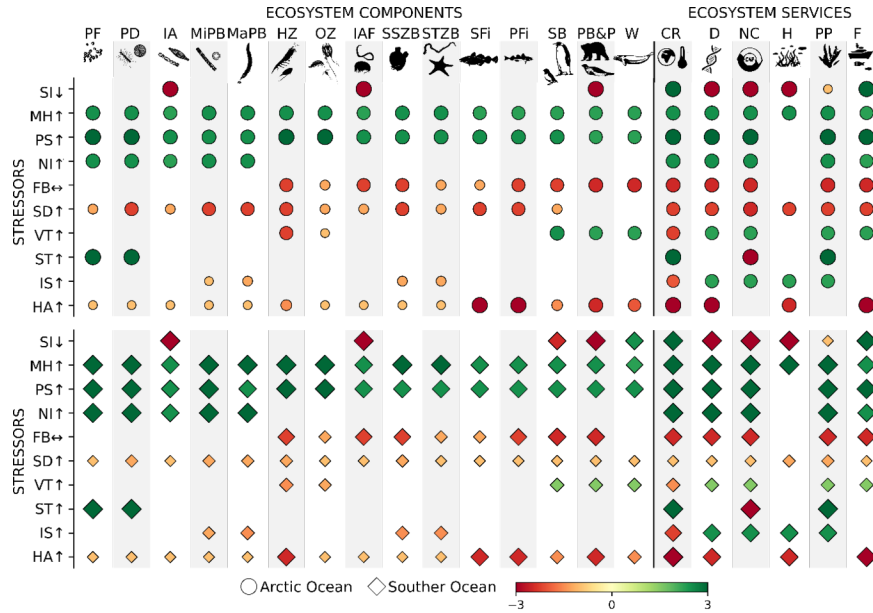 ECOSYSTEM COMPONENTS ECOSYSTEM SERVICES
PF PD IA MiPB MaPB HZ OZ IAF SSZB STZB SFi PFi SB PB&P W CR D NC H PP F
STRESSORS
SI↓
MH↑
PS↑
NI↑
FB↔
SD↑
VT↑
ST↑
IS↑
HA↑
STRESSORS
SI↓
MH↑
PS↑
NI↑
FB↔
SD↑
VT↑
ST↑
IS↑
HA↑
Arctic Ocean Souther Ocean
−3 0 3